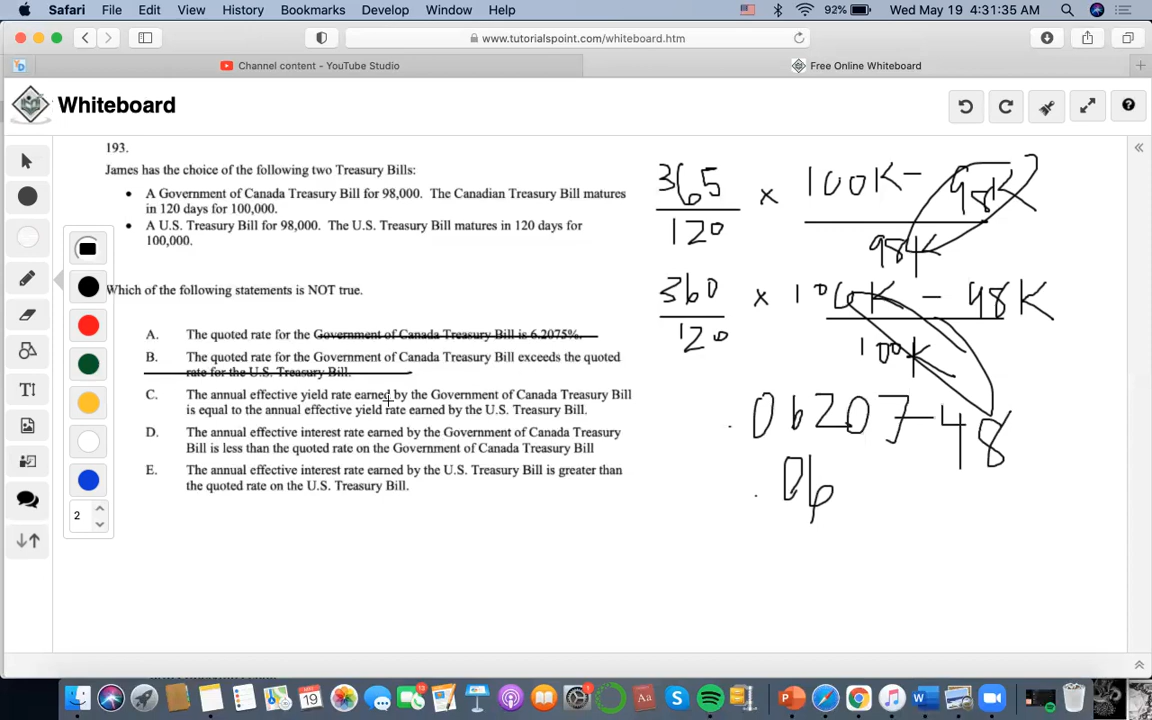 Safari File Edit View History Bookmarks Develop Window Help 92% Wed May 19 4:31:35 PM
www.tutorialspoint.com/whiteboard.htm
Channel content - YouTube Studio
Free Online Whiteboard
Whiteboard
193.
James has the choice of the following two Treasury Bills:
• A Government of Canada Treasury Bill for 98,000. The Canadian Treasury Bill matures
in 120 days for 100,000.
• A U.S. Treasury Bill for 98,000. The U.S. Treasury Bill matures in 120 days for
100,000.
Which of the following statements is NOT true.
A. The quoted rate for the Government of Canada Treasury Bill is 6.2075%.
B. The quoted rate for the Government of Canada Treasury Bill exceeds the quoted
rate for the U.S. Treasury Bill.
C. The annual effective yield rate earned by the Government of Canada Treasury Bill
is equal to the annual effective yield rate earned by the U.S. Treasury Bill.
D. The annual effective interest rate earned by the Government of Canada Treasury
Bill is less than the quoted rate on the Government of Canada Treasury Bill
E. The annual effective interest rate earned by the U.S. Treasury Bill is greater than
the quoted rate on the U.S. Treasury Bill.
2
365 × 100K - 98K
120 98K
360 × 100K - 98K
120 100K
.06207-48
.06